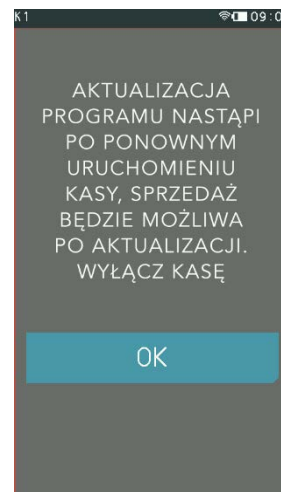 K1 09:0
AKTUALIZACJA
PROGRAMU NASTĄPI
PO PONOWNYM
URUCHOMIENIU
KASY, SPRZEDAŻ
BĘDZIE MOŻLIWA
PO AKTUALIZACJI.
WYŁĄCZ KASĘ
OK